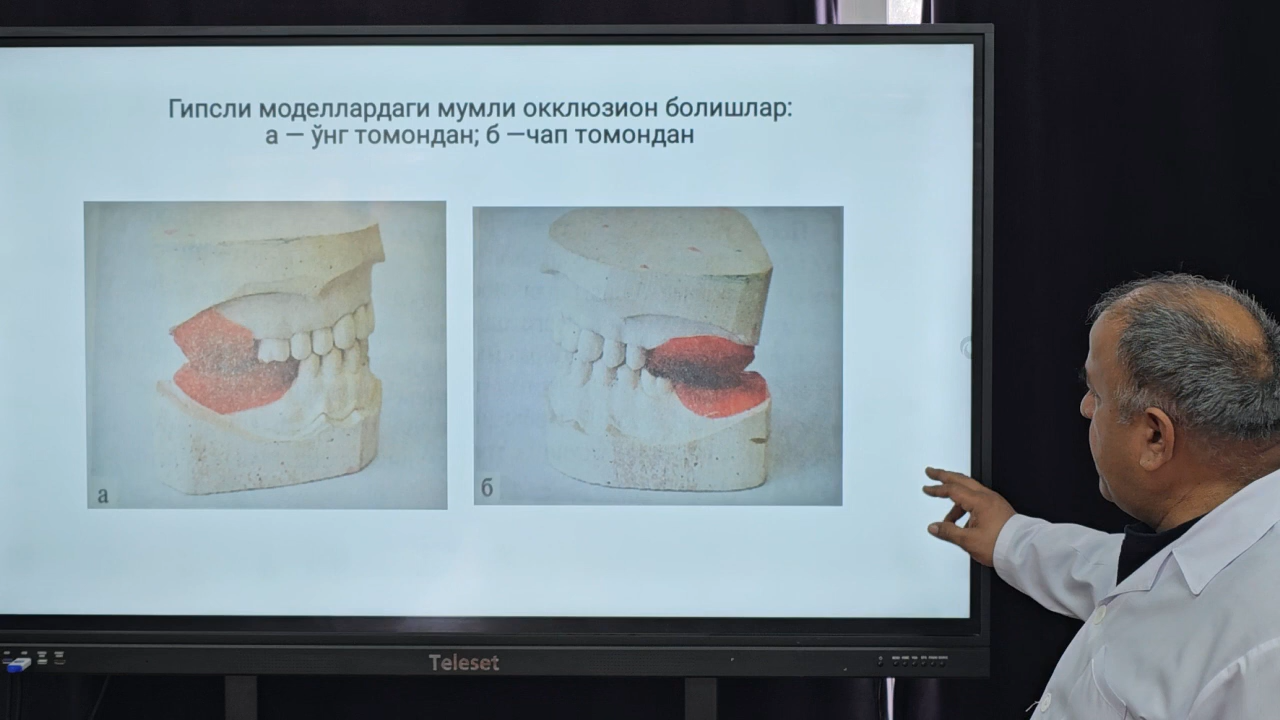 Гипсли моделлардаги мумли окклюзион болишлар:
а — ўнг томондан; б —чап томондан
а
б
Teleset